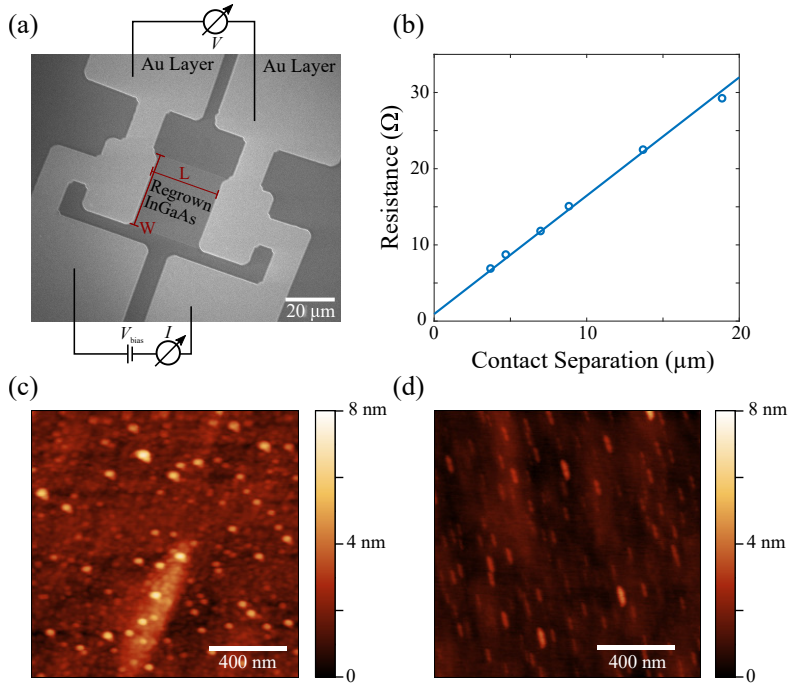 (a)
V
Au Layer
Au Layer
L
Regrown
InGaAs
W
20 μm
V bias
I
(b)
Resistance (Ω)
40
30
20
10
0
0
10
20
Contact Separation (μm)
(c)
8 nm
4 nm
0
400 nm
(d)
8 nm
4 nm
0
400 nm